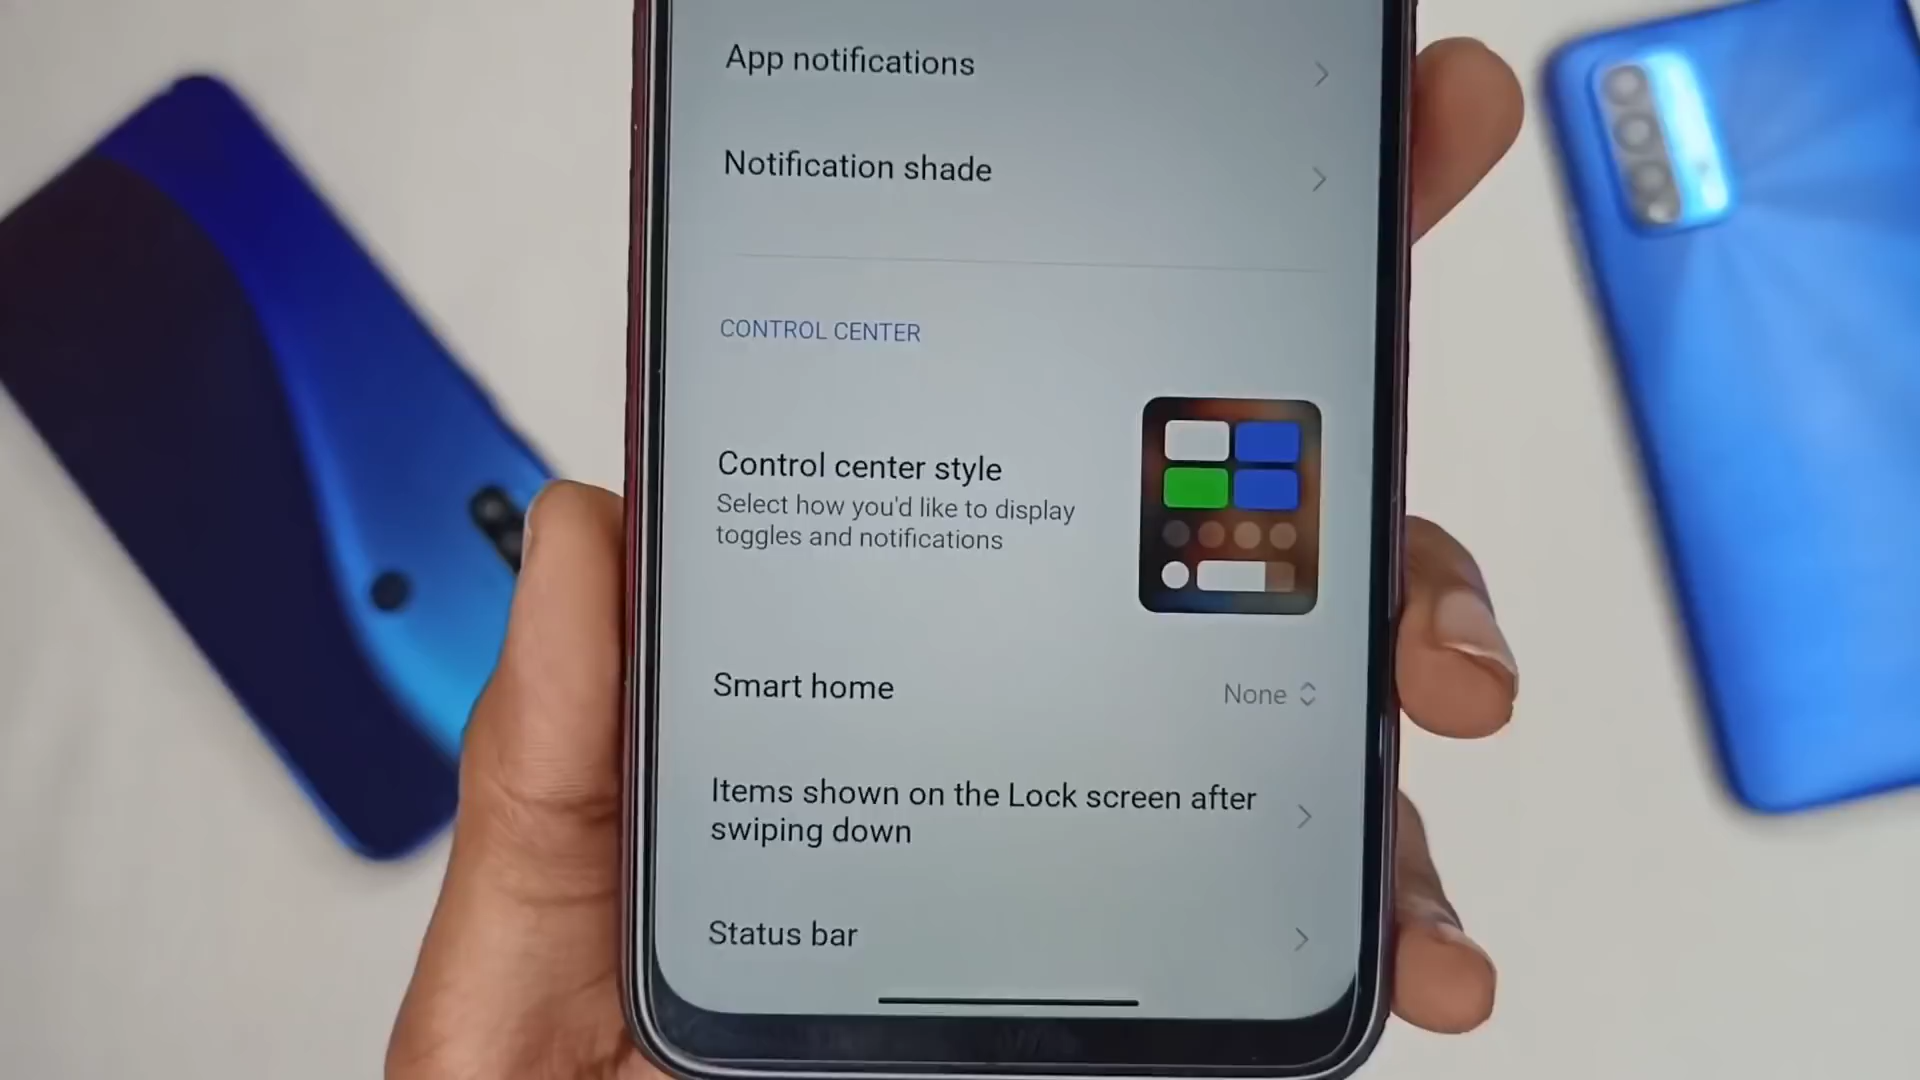 App notifications
Notification shade
CONTROL CENTER
Control center style
Select how you'd like to display
toggles and notifications
Smart home
None
Items shown on the Lock screen after
swiping down
Status bar